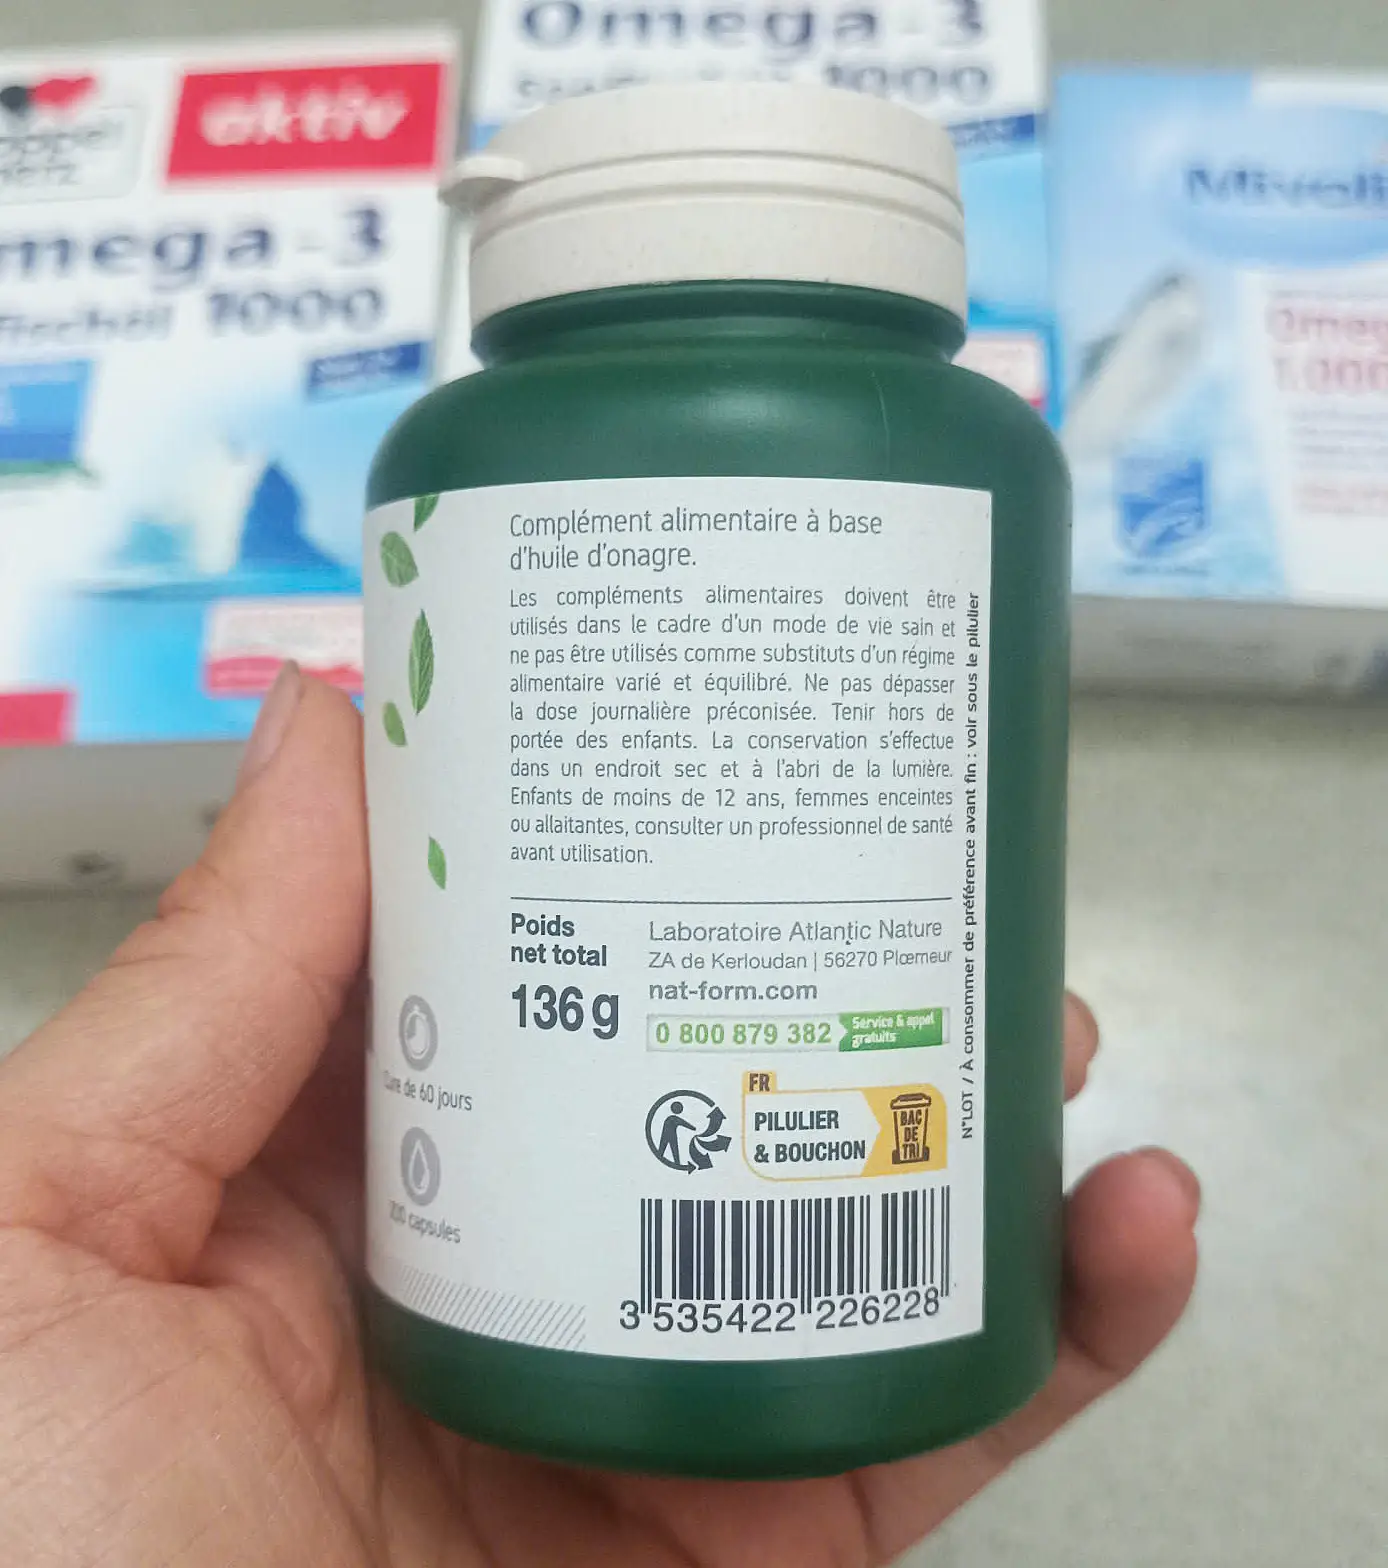 Omega-3
1000
aktiv
mega-3
1000
Mivoli
Complément alimentaire à base
d'huile d'onagre.
Les compléments alimentaires doivent être
utilisés dans le cadre d'un mode de vie sain et
ne pas être utilisés comme substituts d'un régime
alimentaire varié et équilibré. Ne pas dépasser
la dose journalière préconisée. Tenir hors de
portée des enfants. La conservation s'effectue
dans un endroit sec et à l'abri de la lumière.
Enfants de moins de 12 ans, femmes enceintes
ou allaitantes, consulter un professionnel de santé
avant utilisation.
N°LOT / À consommer de préférence avant fin : voir sous le pilulier
Poids
net total
136 g
Laboratoire Atlantic Nature
ZA de Kerloudan | 56270 Plœmeur
nat-form.com
0 800 879 382
Service & appel
gratuits
FR
PILULIER
& BOUCHON
BAC
DE
TRI
Cure de 60 jours
capsules
3 535422 226228